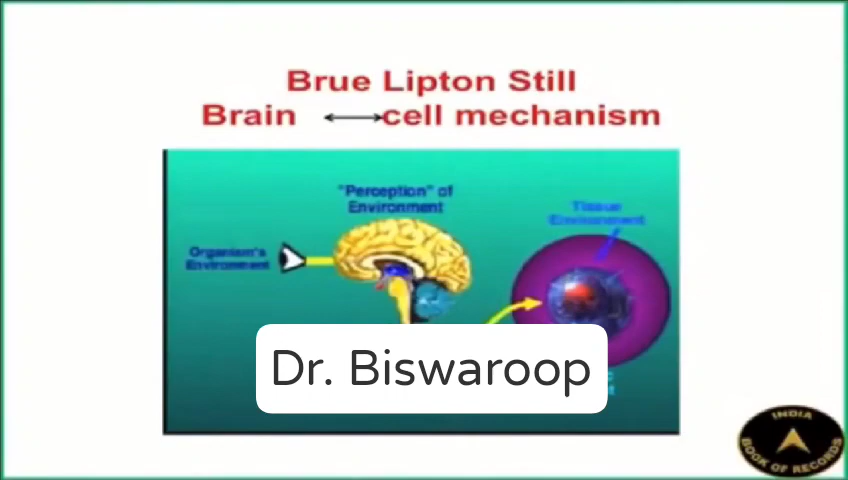 Brue Lipton Still
Brain cell mechanism
"Perception" of
Environment
Tissue
Environment
Organism's
Environment
Dr. Biswaroop
INDIA
BOOK OF RECORDS